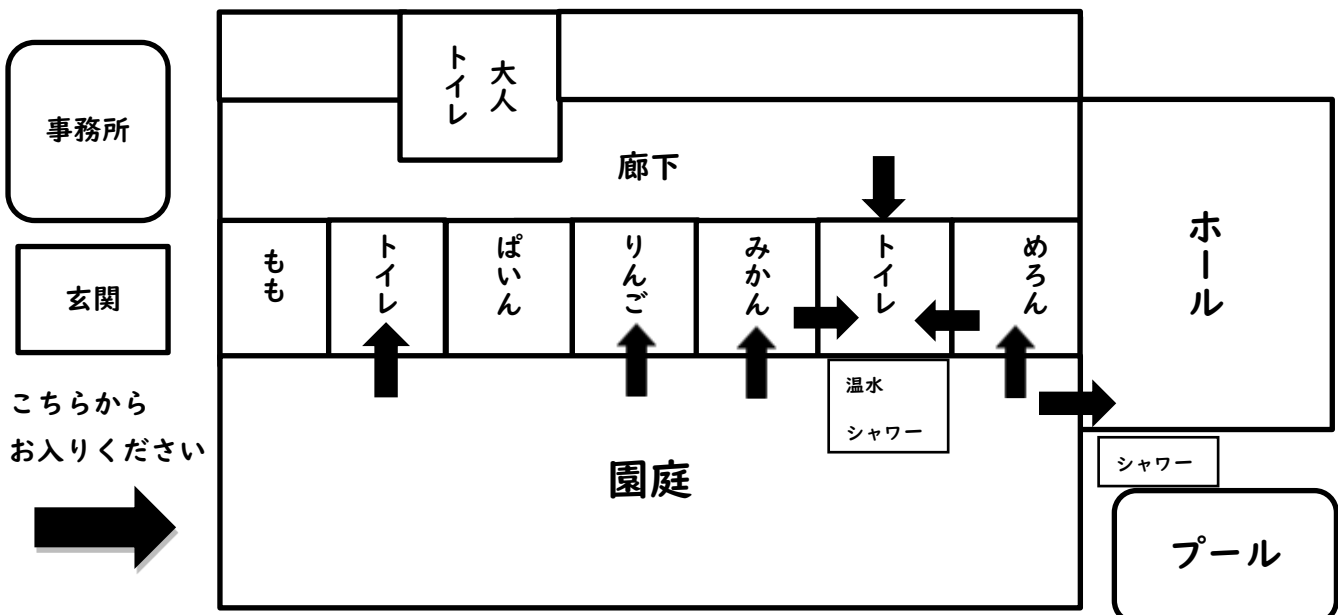 大人
トイレ
事務所
廊下
ホール
もも
トイレ
ぱいん
りんご
みかん
トイレ
めろん
玄関
温水
シャワー
こちらから
お入りください
園庭
シャワー
プール